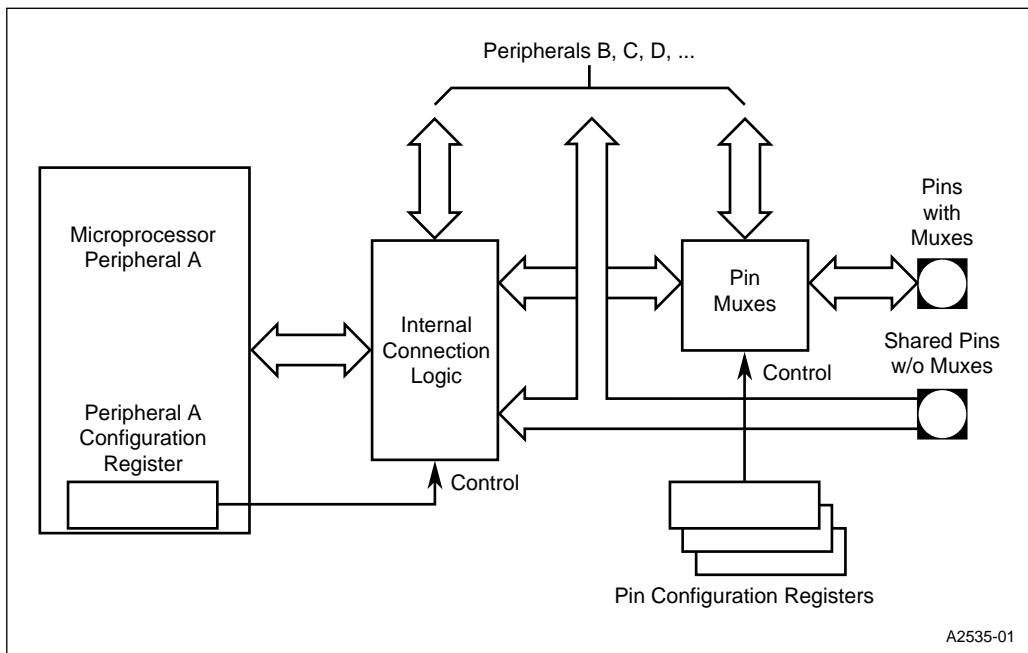 Peripherals B, C, D, ...
Microprocessor
Peripheral A
Peripheral A
Configuration
Register
Internal
Connection
Logic
Control
Pin
Muxes
Control
Pins
with
Muxes
Shared Pins
w/o Muxes
Pin Configuration Registers
A2535-01